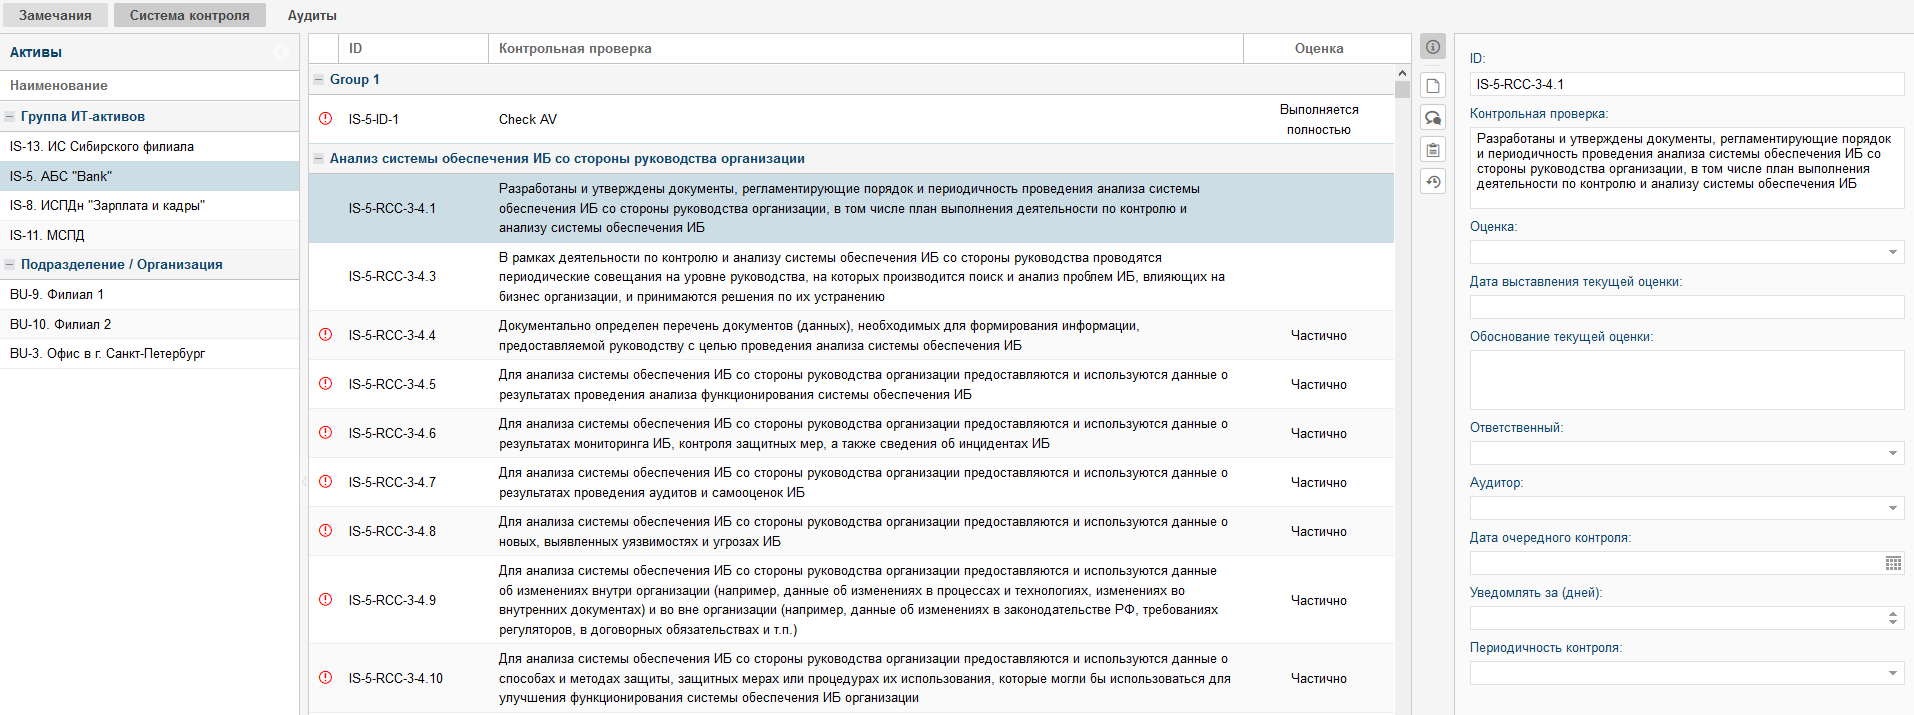 Замечания
Система контроля
Аудиты
Активы
Наименование
Группа ИТ-активов
IS-13. ИС Сибирского филиала
IS-5. АБС "Bank"
IS-8. ИСПДн "Зарплата и кадры"
IS-11. МСПД
Подразделение / Организация
BU-9. Филиал 1
BU-10. Филиал 2
BU-3. Офис в г. Санкт-Петербург
ID
Контрольная проверка
Оценка
Group 1
IS-5-ID-1
Check AV
Выполняется
полностью
Анализ системы обеспечения ИБ со стороны руководства организации
IS-5-RCC-3-4.1
Разработаны и утверждены документы, регламентирующие порядок и периодичность проведения анализа системы
обеспечения ИБ со стороны руководства организации, в том числе план выполнения деятельности по контролю и
анализу системы обеспечения ИБ
IS-5-RCC-3-4.3
В рамках деятельности по контролю и анализу системы обеспечения ИБ со стороны руководства проводятся
периодические совещания на уровне руководства, на которых производится поиск и анализ проблем ИБ, влияющих на
бизнес организации, и принимаются решения по их устранению
IS-5-RCC-3-4.4
Документально определен перечень документов (данных), необходимых для формирования информации,
предоставляемой руководству с целью проведения анализа системы обеспечения ИБ
Частично
IS-5-RCC-3-4.5
Для анализа системы обеспечения ИБ со стороны руководства организации предоставляются и используются данные о
результатах проведения анализа функционирования системы обеспечения ИБ
Частично
IS-5-RCC-3-4.6
Для анализа системы обеспечения ИБ со стороны руководства организации предоставляются и используются данные о
результатах мониторинга ИБ, контроля защитных мер, а также сведения об инцидентах ИБ
Частично
IS-5-RCC-3-4.7
Для анализа системы обеспечения ИБ со стороны руководства организации предоставляются и используются данные о
результатах проведения аудитов и самооценок ИБ
Частично
IS-5-RCC-3-4.8
Для анализа системы обеспечения ИБ со стороны руководства организации предоставляются и используются данные о
новых, выявленных уязвимостях и угрозах ИБ
Частично
IS-5-RCC-3-4.9
Для анализа системы обеспечения ИБ со стороны руководства организации предоставляются и используются данные
об изменениях внутри организации (например, данные об изменениях в процессах и технологиях, изменениях во
внутренних документах) и во вне организации (например, данные об изменениях в законодательстве РФ, требованиях
регуляторов, в договорных обязательствах и т.п.)
Частично
IS-5-RCC-3-4.10
Для анализа системы обеспечения ИБ со стороны руководства организации предоставляются и используются данные о
способах и методах защиты, защитных мерах или процедурах их использования, которые могли бы использоваться для
улучшения функционирования системы обеспечения ИБ организации
Частично
ID:
IS-5-RCC-3-4.1
Контрольная проверка:
Разработаны и утверждены документы, регламентирующие порядок
и периодичность проведения анализа системы обеспечения ИБ со
стороны руководства организации, в том числе план выполнения
деятельности по контролю и анализу системы обеспечения ИБ
Оценка:
Дата выставления текущей оценки:
Обоснование текущей оценки:
Ответственный:
Аудитор:
Дата очередного контроля:
Уведомлять за (дней):
Периодичность контроля: